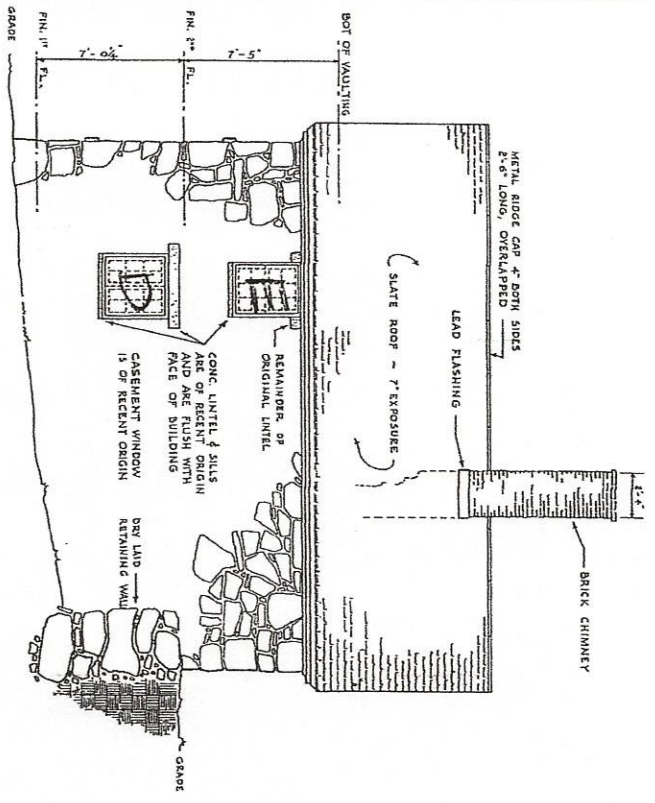 METAL RIDGE CAP 4" BOTH SIDES
2'-6" LONG, OVERLAPPED
LEAD FLASHING
2'-4"
BRICK CHIMNEY
SLATE ROOF ~ 7" EXPOSURE
BOT OF VAULTING
7'-5"
FIN. 2ND FL.
7'-0¼"
FIN. 1ST FL.
GRADE
REMAINDER OF
ORIGINAL LINTEL
CONC. LINTEL & SILLS
ARE OF RECENT ORIGIN
AND ARE FLUSH WITH
FACE OF BUILDING
CASEMENT WINDOW
IS OF RECENT ORIGIN
DRY LAID
RETAINING WALL
GRADE